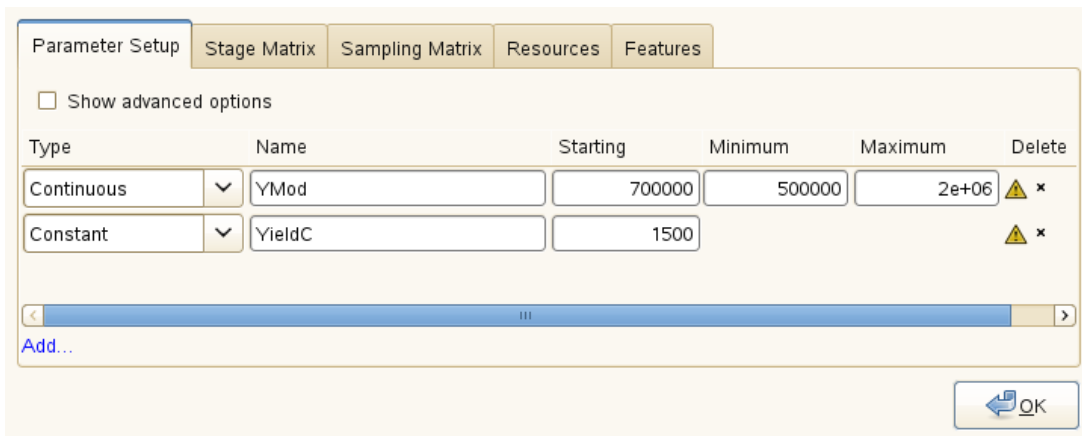 Parameter Setup Stage Matrix Sampling Matrix Resources Features
Show advanced options
Type Name Starting Minimum Maximum Delete
Continuous YMod 700000 500000 2e+06
Constant YieldC 1500
Add...
OK